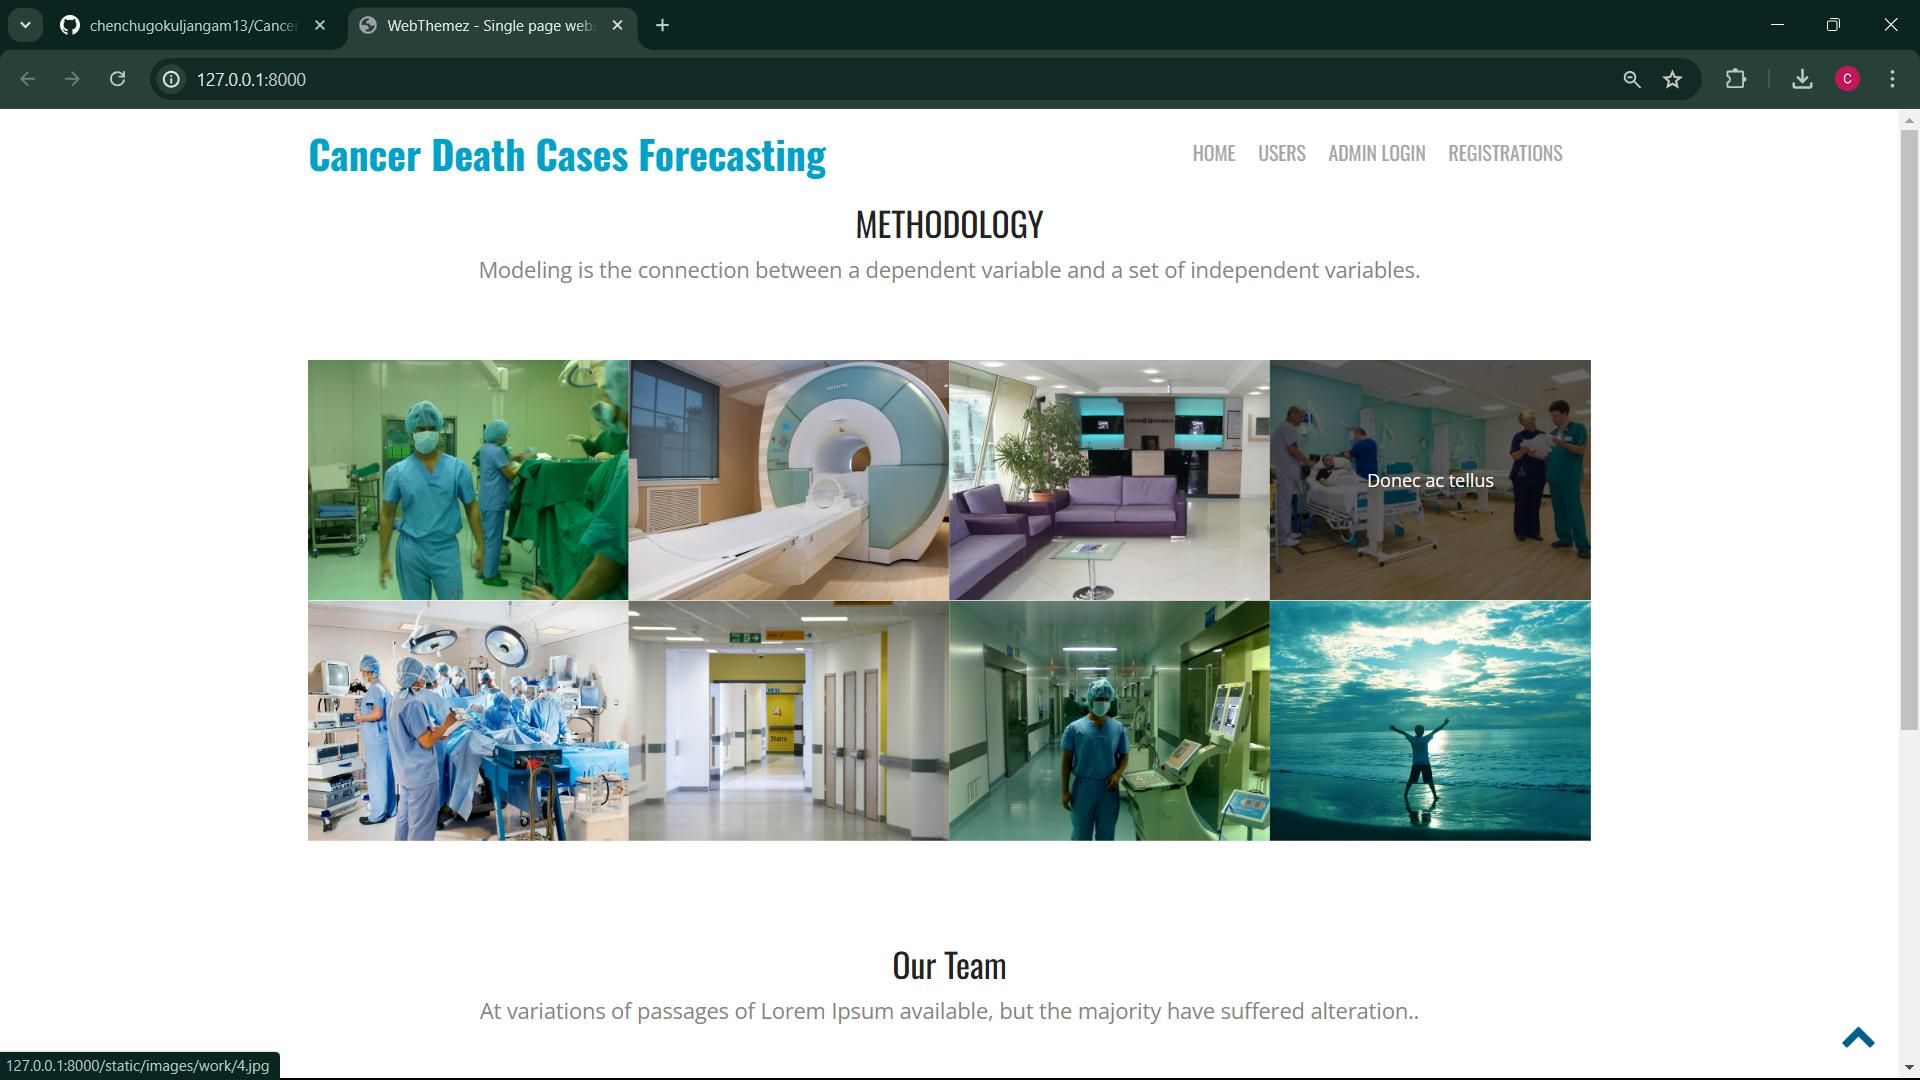 chenchugokuljangam13/Cancer
WebThemez - Single page webs
127.0.0.1:8000
C
Cancer Death Cases Forecasting
HOME USERS ADMIN LOGIN REGISTRATIONS
METHODOLOGY
Modeling is the connection between a dependent variable and a set of independent variables.
SIEMENS
Donec ac tellus
Stairs
Our Team
At variations of passages of Lorem Ipsum available, but the majority have suffered alteration..
127.0.0.1:8000/static/images/work/4.jpg